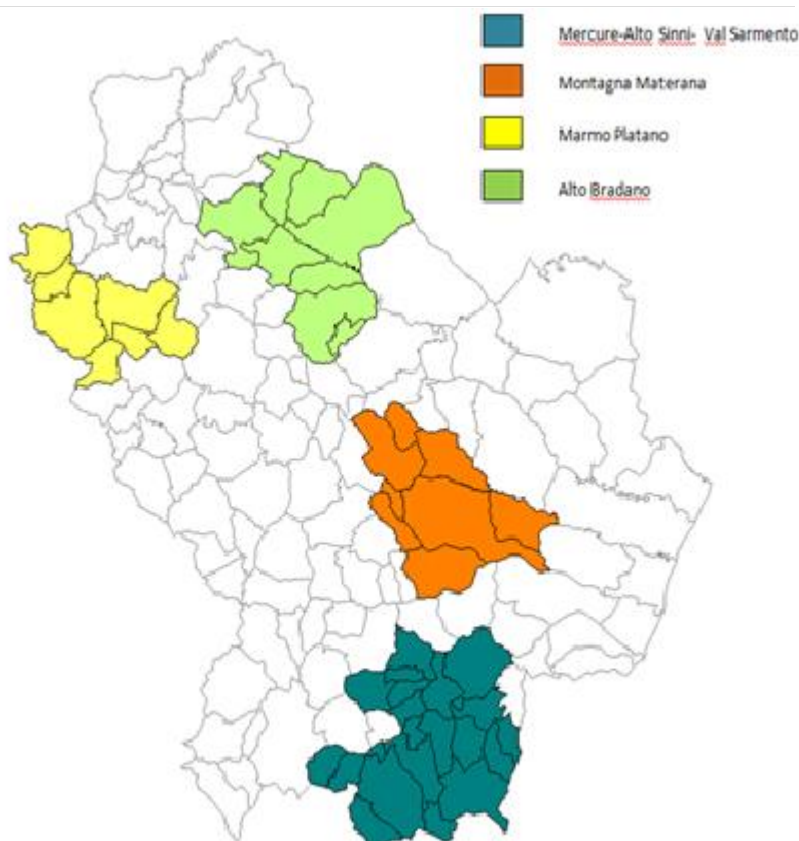 Mercure-Alto Sinni- Val Sarmento
Montagna Materana
Marmo Platano
Alto Bradano